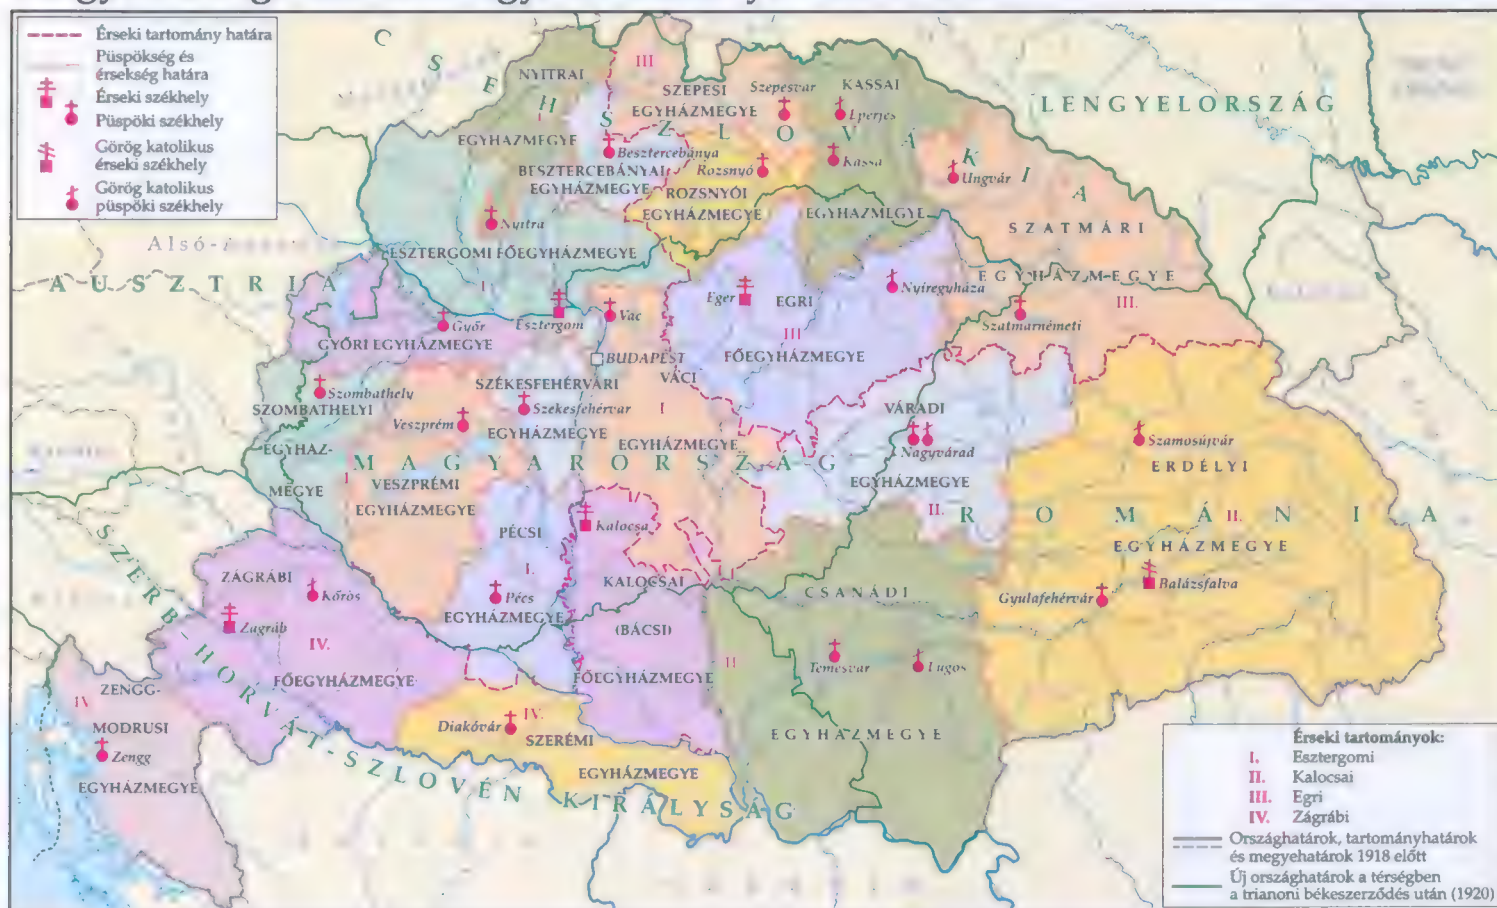 Érseki tartomány határa
Püspökség és
érsekség határa
Érseki székhely
Püspöki székhely
Görög katolikus
érseki székhely
Görög katolikus
püspöki székhely
CSEH-SZLOVÁKIA
LENGYELORSZÁG
AUSZTRIA
Alsó-
MAGYARORSZÁG
ROMÁNIA
SZERB-HORVÁT-SZLOVÉN KIRÁLYSÁG
NYITRAI
EGYHÁZMEGYE
I
III
SZEPESI
EGYHÁZMEGYE
Szepesvár
KASSAI
Eperjes
Kassa
EGYHÁZMEGYE
Besztercebánya
BESZTERCEBÁNYAI
EGYHÁZMEGYE
Rozsnyó
ROZSNYÓI
EGYHÁZMEGYE
Ungvár
SZATMÁRI
EGYHÁZMEGYE
III.
Szatmárnémeti
Nyitra
ESZTERGOMI FŐEGYHÁZMEGYE
I
Esztergom
Vác
BUDAPEST
VÁCI
I
EGYHÁZMEGYE
Eger
EGRI
III
FŐEGYHÁZMEGYE
Nyíregyháza
Győr
GYŐRI EGYHÁZMEGYE
Szombathely
SZOMBATHELYI
EGYHÁZ-
MEGYE
SZÉKESFEHÉRVÁRI
Székesfehérvár
EGYHÁZMEGYE
Veszprém
I
VESZPRÉMI
EGYHÁZMEGYE
VÁRADI
Nagyvárad
EGYHÁZMEGYE
II.
Szamosújvár
ERDÉLYI
II.
EGYHÁZMEGYE
Gyulafehérvár
Balázsfalva
PÉCSI
I.
Pécs
EGYHÁZMEGYE
Kalocsa
KALOCSAI
(BÁCSI)
FŐEGYHÁZMEGYE
II
CSANÁDI
Temesvár
Lugos
EGYHÁZMEGYE
ZÁGRÁBI
Kőrös
Zágráb
IV.
FŐEGYHÁZMEGYE
ZENGG-
IV
MODRUSI
Zengg
EGYHÁZMEGYE
Diakóvár
IV.
SZERÉMI
EGYHÁZMEGYE
Érseki tartományok:
I. Esztergomi
II. Kalocsai
III. Egri
IV. Zágrábi
Országhatárok, tartományhatárok
és megyehatárok 1918 előtt
Új országhatárok a térségben
a trianoni békeszerződés után (1920)